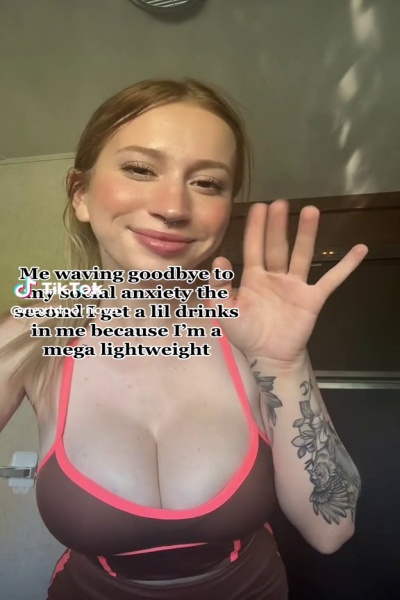 Me waving goodbye to
TikTok
my social anxiety the
second i get a lil drinks
in me because I'm a
mega lightweight